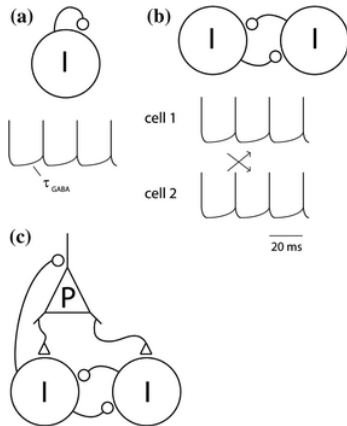 (a)
I
τ GABA
(b)
I I
cell 1
cell 2
20 ms
(c)
P
I I